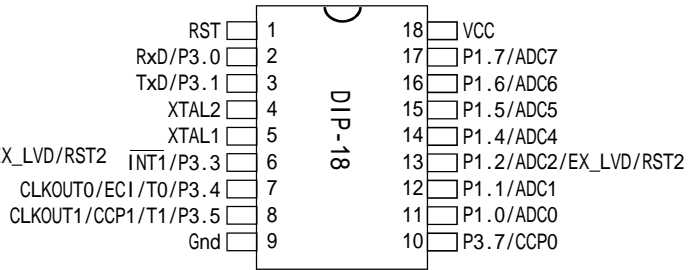 RST 1 18 VCC
RxD/P3.0 2 17 P1.7/ADC7
TxD/P3.1 3 16 P1.6/ADC6
XTAL2 4 15 P1.5/ADC5
XTAL1 5 14 P1.4/ADC4
EX_LVD/RST2 INT1/P3.3 6 13 P1.2/ADC2/EX_LVD/RST2
CLKOUT0/ECI/T0/P3.4 7 12 P1.1/ADC1
CLKOUT1/CCP1/T1/P3.5 8 11 P1.0/ADC0
Gnd 9 10 P3.7/CCP0
DIP-18